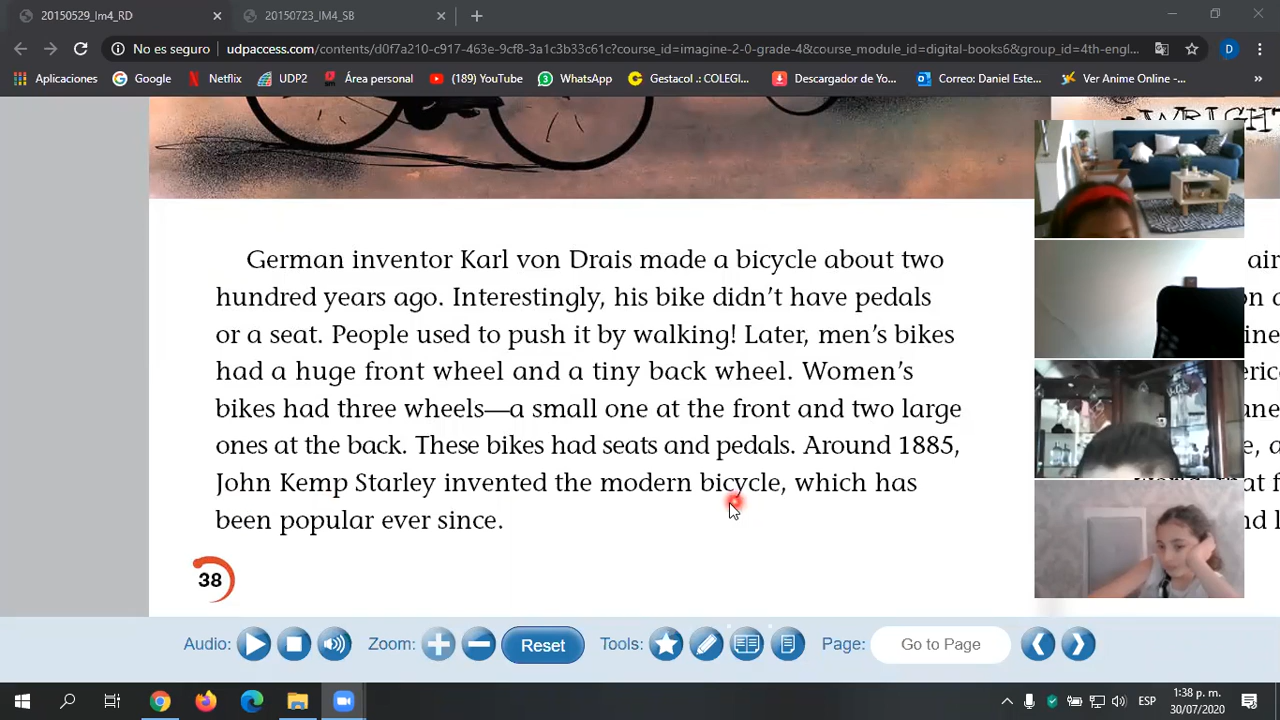 20150529_Im4_RD
20150723_IM4_SB
No es seguro
udpaccess.com/contents/d0f7a210-c917-463e-9cf8-3a1c3b33c61c?course_id=imagine-2-0-grade-4&course_module_id=digital-books6&group_id=4th-engl...
D
Aplicaciones
Google
Netflix
UDP2
Área personal
(189) YouTube
WhatsApp
Gestacol .: COLEGI...
Descargador de Yo...
Correo: Daniel Este...
Ver Anime Online -...
»
WRIGHT
German inventor Karl von Drais made a bicycle about two
hundred years ago. Interestingly, his bike didn’t have pedals
or a seat. People used to push it by walking! Later, men’s bikes
had a huge front wheel and a tiny back wheel. Women’s
bikes had three wheels—a small one at the front and two large
ones at the back. These bikes had seats and pedals. Around 1885,
John Kemp Starley invented the modern bicycle, which has
been popular ever since.
38
Audio:
Zoom:
Reset
Tools:
Page:
Go to Page
ESP
1:38 p. m.
30/07/2020